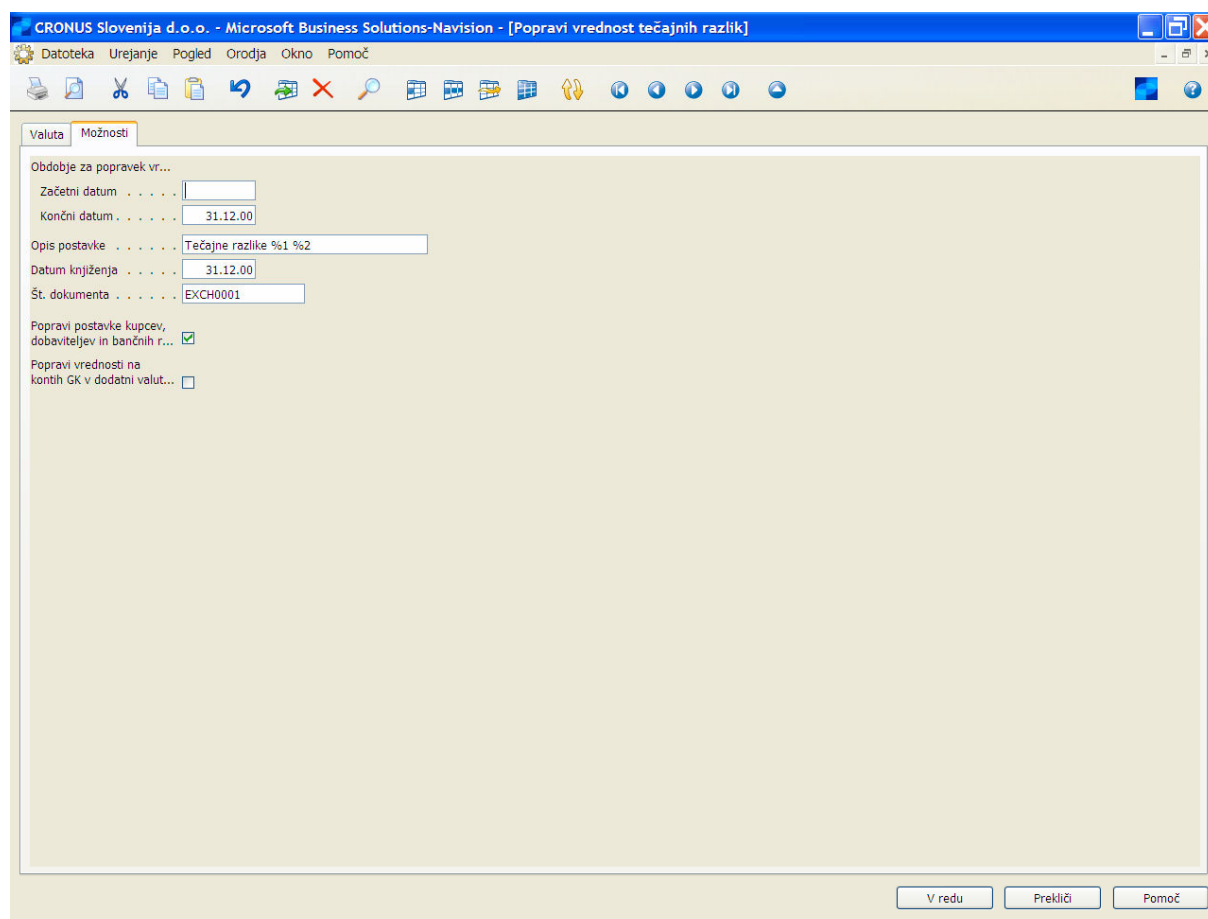 CRONUS Slovenija d.o.o. - Microsoft Business Solutions-Navision - [Popravi vrednost tečajnih razlik]
Datoteka Urejanje Pogled Orodja Okno Pomoč
Valuta Možnosti
Obdobje za popravek vr...
Začetni datum . . . . .
Končni datum . . . . . . 31.12.00
Opis postavke . . . . . . Tečajne razlike %1 %2
Datum knjiženja . . . . . 31.12.00
Št. dokumenta . . . . . . EXCH0001
Popravi postavke kupcev,
dobaviteljev in bančnih r...
Popravi vrednosti na
kontih GK v dodatni valut...
V redu Prekliči Pomoč